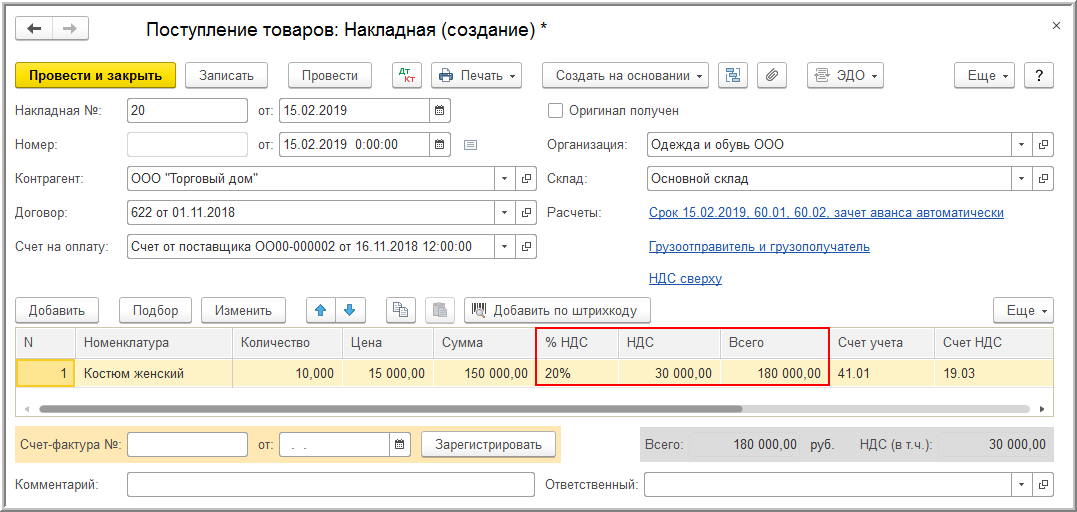 Поступление товаров: Накладная (создание) *
Провести и закрыть Записать Провести Дт Кт Печать Создать на основании ЭДО Еще ?
Накладная №: 20 от: 15.02.2019 Оригинал получен
Номер: от: 15.02.2019 0:00:00 Организация: Одежда и обувь ООО
Контрагент: ООО "Торговый дом" Склад: Основной склад
Договор: 622 от 01.11.2018 Расчеты: Срок 15.02.2019, 60.01, 60.02, зачет аванса автоматически
Счет на оплату: Счет от поставщика ОО00-000002 от 16.11.2018 12:00:00 Грузоотправитель и грузополучатель
НДС сверху
Добавить Подбор Изменить Добавить по штрихкоду Еще
N Номенклатура Количество Цена Сумма % НДС НДС Всего Счет учета Счет НДС
1 Костюм женский 10,000 15 000,00 150 000,00 20% 30 000,00 180 000,00 41.01 19.03
Счет-фактура №: от: . . Зарегистрировать Всего: 180 000,00 руб. НДС (в т.ч.): 30 000,00
Комментарий: Ответственный: